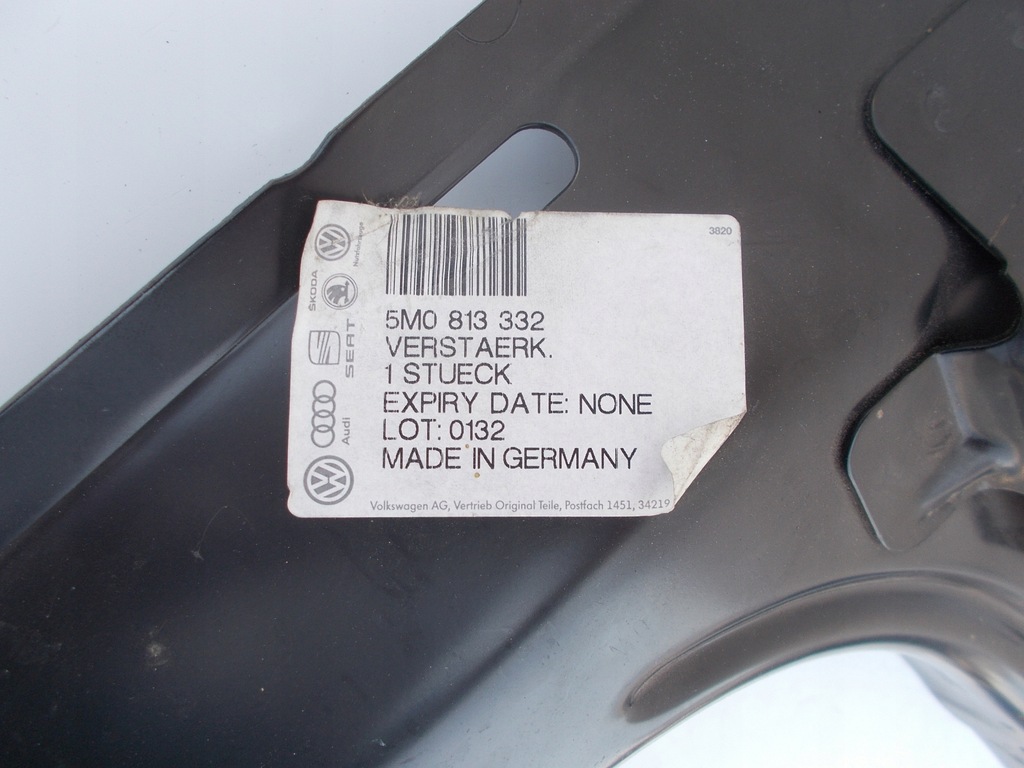 3820
5M0 813 332
VERSTAERK.
1 STUECK
EXPIRY DATE: NONE
LOT: 0132
MADE IN GERMANY
Volkswagen AG, Vertrieb Original Teile, Postfach 1451, 34219
Nutzfahrzeuge
ŠKODA
SEAT
Audi